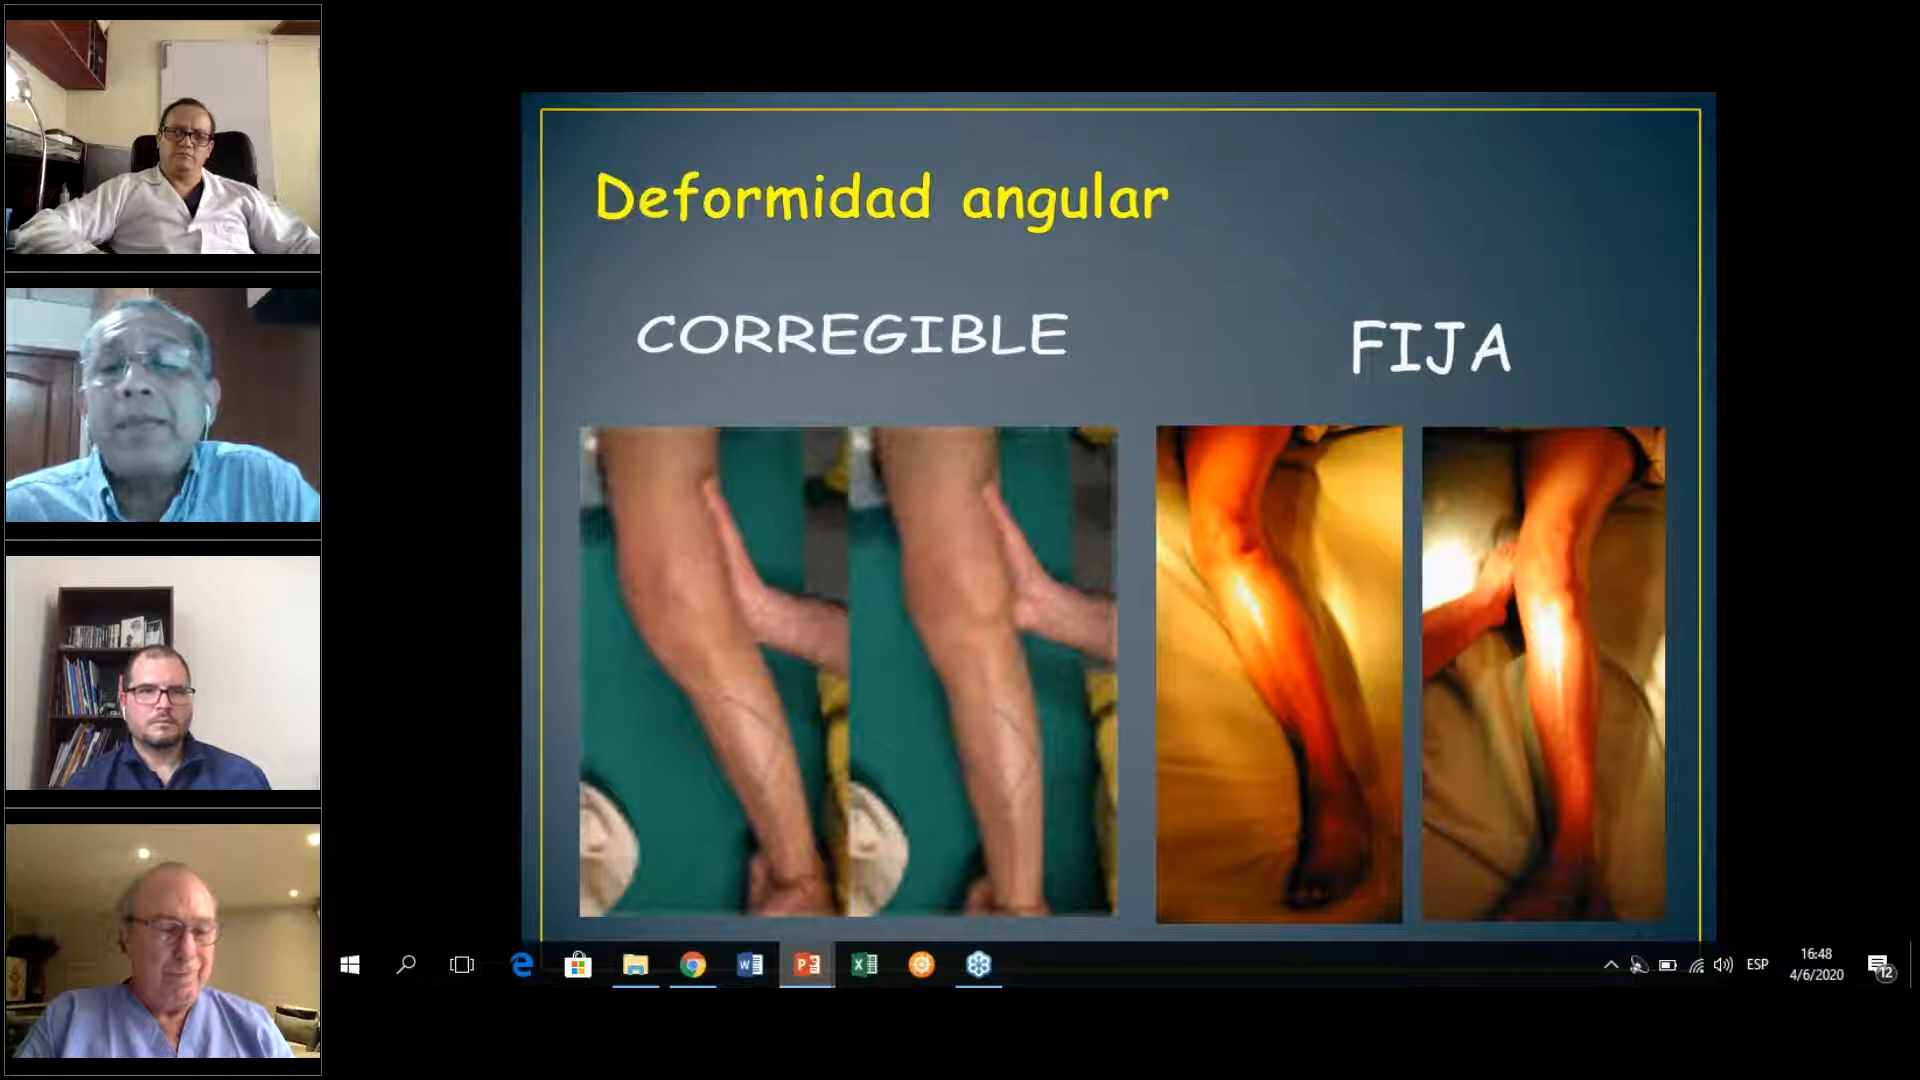 Deformidad angular
CORREGIBLE
FIJA
ESP
16:48
4/6/2020
12